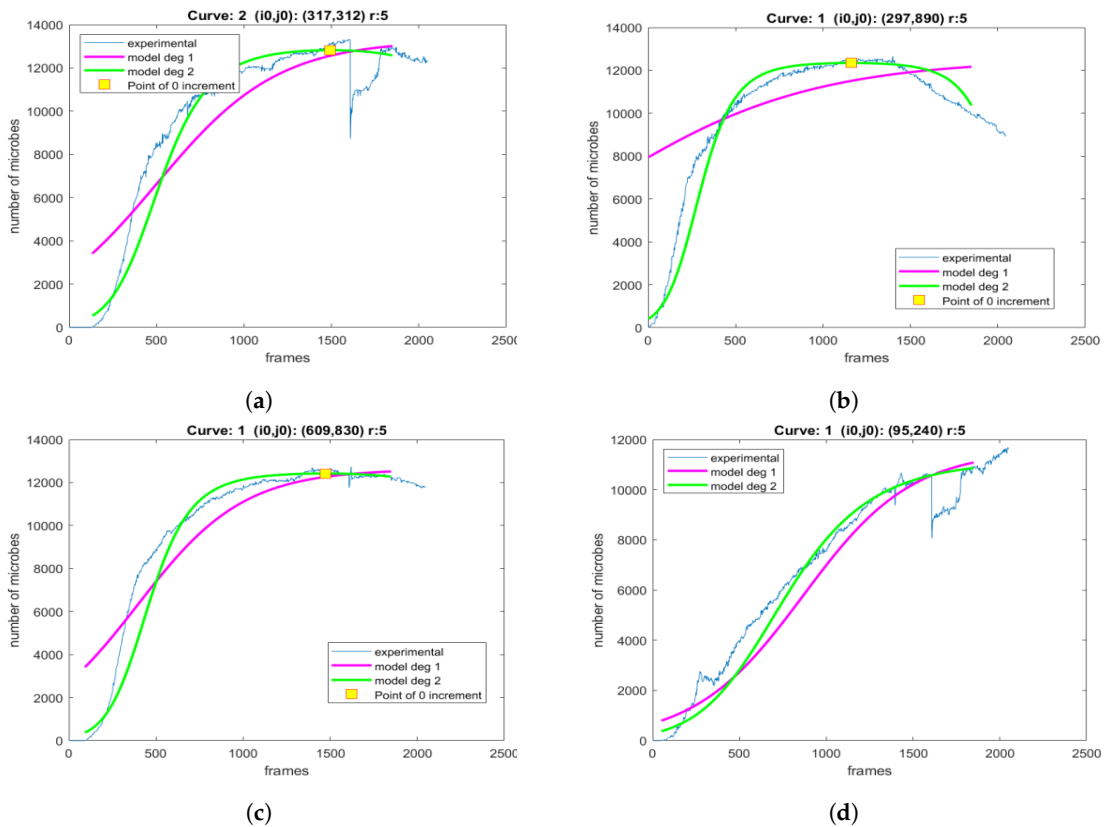 Curve: 2 (i0,j0): (317,312) r:5
14000
12000
10000
8000
6000
4000
2000
0
number of microbes
experimental
model deg 1
model deg 2
Point of 0 increment
0 500 1000 1500 2000 2500
frames
(a)
Curve: 1 (i0,j0): (297,890) r:5
14000
12000
10000
8000
6000
4000
2000
0
number of microbes
experimental
model deg 1
model deg 2
Point of 0 increment
0 500 1000 1500 2000 2500
frames
(b)
Curve: 1 (i0,j0): (609,830) r:5
14000
12000
10000
8000
6000
4000
2000
0
number of microbes
experimental
model deg 1
model deg 2
Point of 0 increment
0 500 1000 1500 2000 2500
frames
(c)
Curve: 1 (i0,j0): (95,240) r:5
12000
10000
8000
6000
4000
2000
0
number of microbes
experimental
model deg 1
model deg 2
0 500 1000 1500 2000 2500
frames
(d)